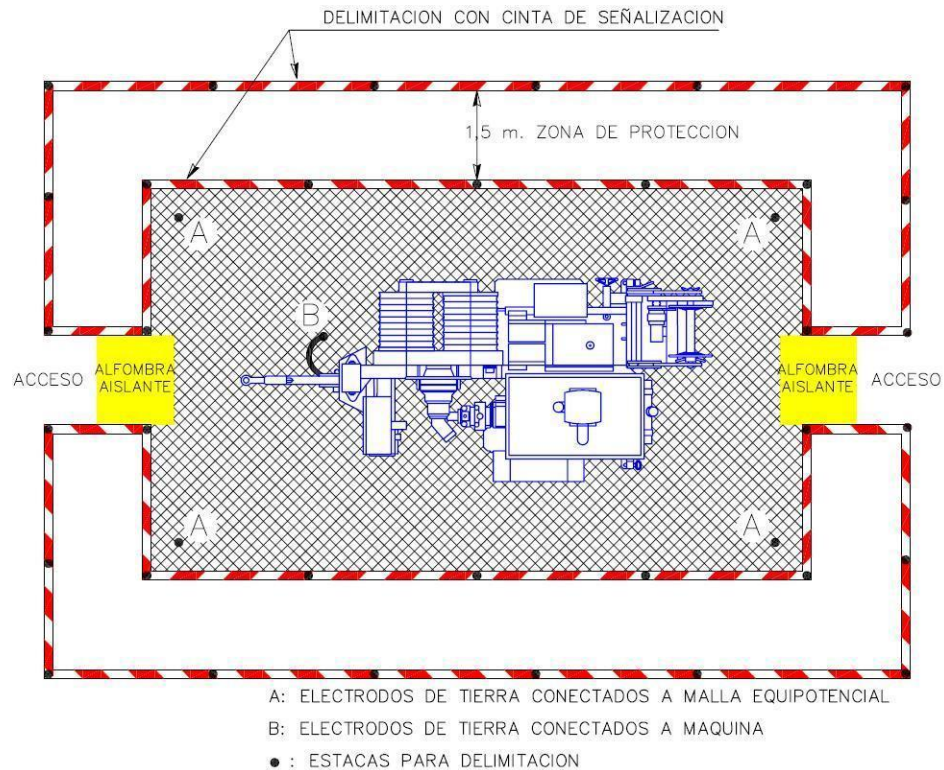 DELIMITACION CON CINTA DE SEÑALIZACION
1,5 m. ZONA DE PROTECCION
A
A
B
ACCESO
ALFOMBRA
AISLANTE
ALFOMBRA
AISLANTE
ACCESO
A
A
A: ELECTRODOS DE TIERRA CONECTADOS A MALLA EQUIPOTENCIAL
B: ELECTRODOS DE TIERRA CONECTADOS A MAQUINA
● : ESTACAS PARA DELIMITACION